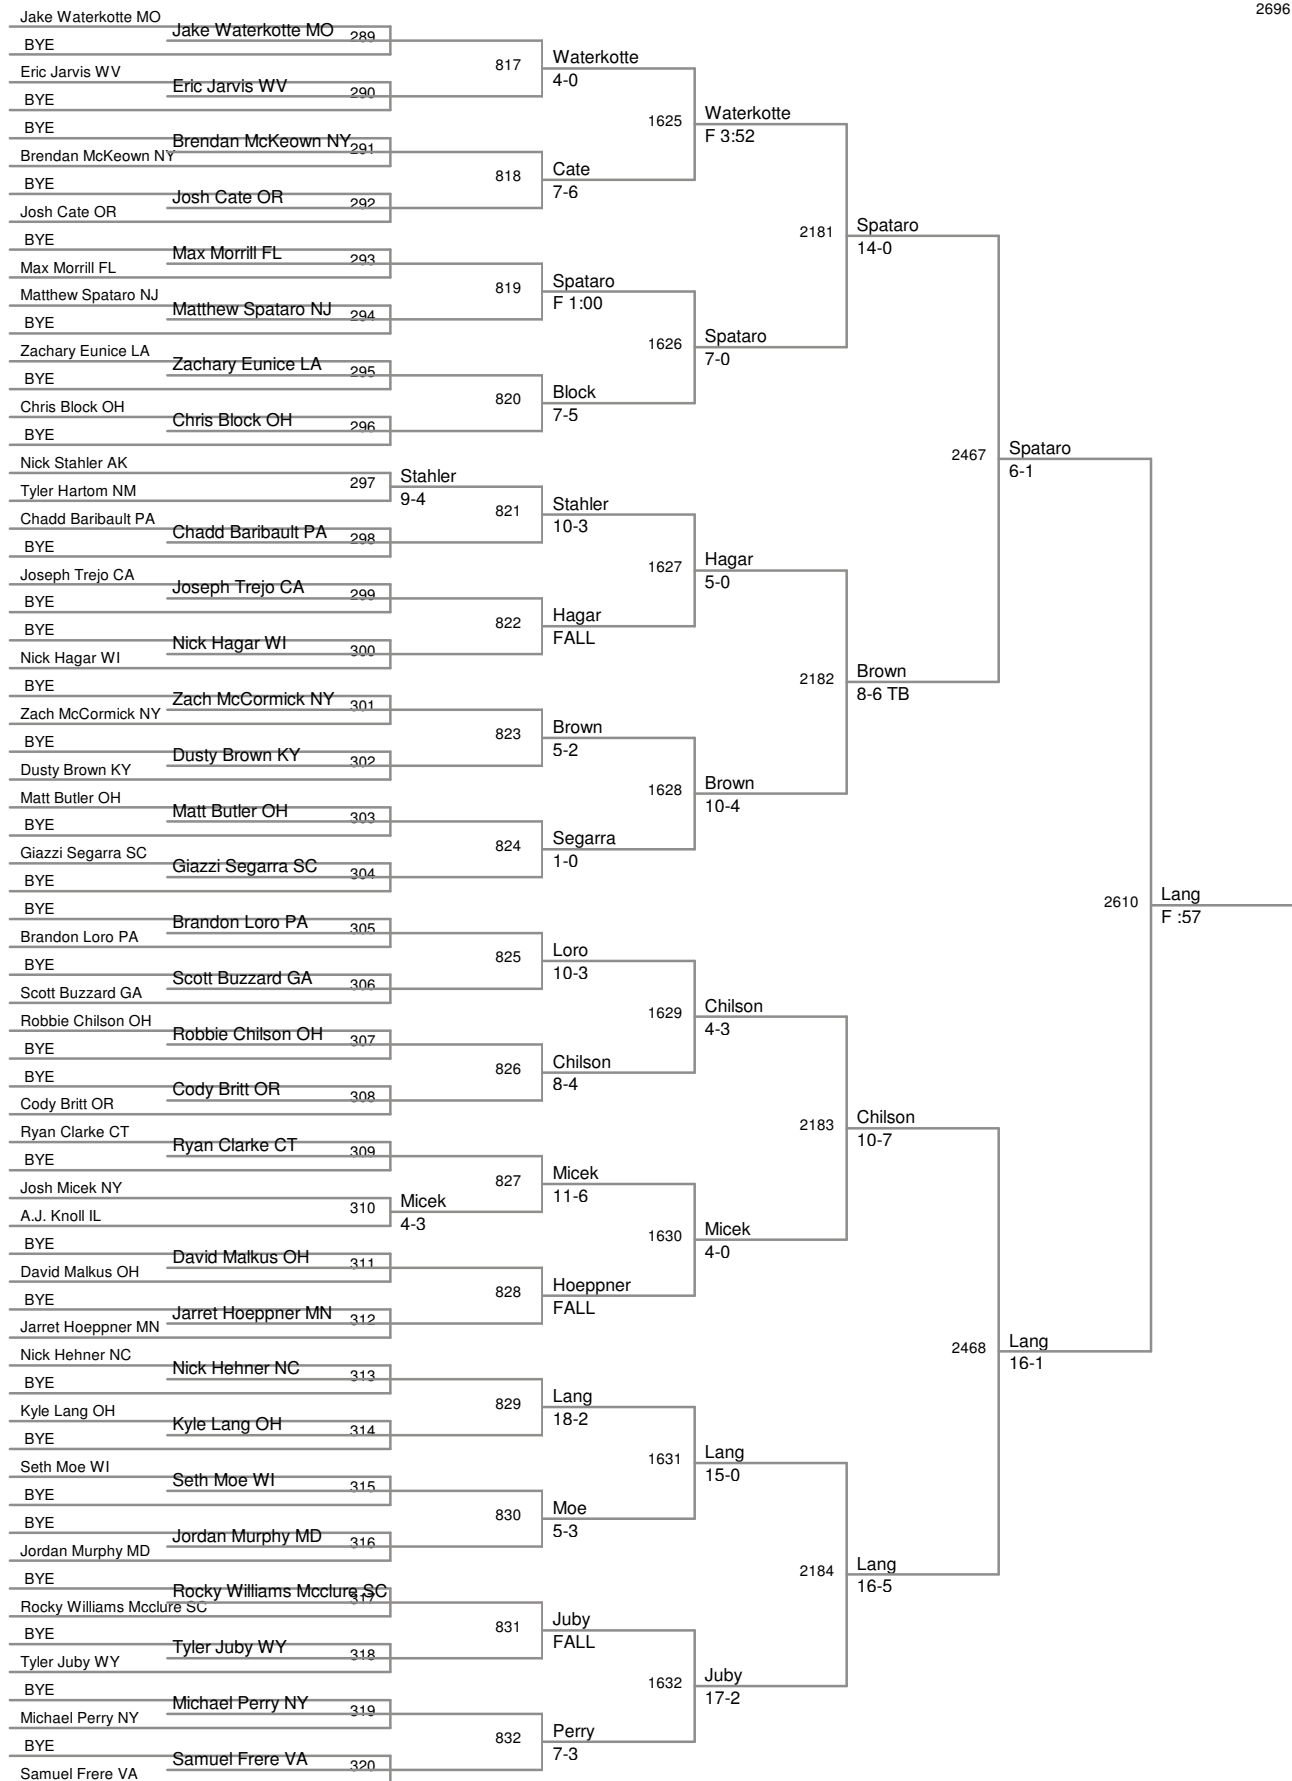 2696
Jake Waterkotte MO
BYE
Eric Jarvis WV
BYE
BYE
Brendan McKeown NY
BYE
Josh Cate OR
BYE
Max Morrill FL
Matthew Spataro NJ
BYE
Zachary Eunice LA
BYE
Chris Block OH
BYE
Nick Stahler AK
Tyler Hartom NM
Chadd Baribault PA
BYE
Joseph Trejo CA
BYE
BYE
Nick Hagar WI
BYE
Zach McCormick NY
BYE
Dusty Brown KY
Matt Butler OH
BYE
Giazzi Segarra SC
BYE
BYE
Brandon Loro PA
BYE
Scott Buzzard GA
Robbie Chilson OH
BYE
BYE
Cody Britt OR
Ryan Clarke CT
BYE
Josh Micek NY
A.J. Knoll IL
BYE
David Malkus OH
BYE
Jarret Hoeppner MN
Nick Hehner NC
BYE
Kyle Lang OH
BYE
Seth Moe WI
BYE
BYE
Jordan Murphy MD
BYE
Rocky Williams Mcclure SC
BYE
Tyler Juby WY
BYE
Michael Perry NY
BYE
Samuel Frere VA
Jake Waterkotte MO 289
Eric Jarvis WV 290
Brendan McKeown NY 291
Josh Cate OR 292
Max Morrill FL 293
Matthew Spataro NJ 294
Zachary Eunice LA 295
Chris Block OH 296
297 Stahler
9-4
Chadd Baribault PA 298
Joseph Trejo CA 299
Nick Hagar WI 300
Zach McCormick NY 301
Dusty Brown KY 302
Matt Butler OH 303
Giazzi Segarra SC 304
Brandon Loro PA 305
Scott Buzzard GA 306
Robbie Chilson OH 307
Cody Britt OR 308
Ryan Clarke CT 309
310 Micek
4-3
David Malkus OH 311
Jarret Hoeppner MN 312
Nick Hehner NC 313
Kyle Lang OH 314
Seth Moe WI 315
Jordan Murphy MD 316
Rocky Williams Mcclure SC 317
Tyler Juby WY 318
Michael Perry NY 319
Samuel Frere VA 320
817 Waterkotte
4-0
818 Cate
7-6
819 Spataro
F 1:00
820 Block
7-5
821 Stahler
10-3
822 Hagar
FALL
823 Brown
5-2
824 Segarra
1-0
825 Loro
10-3
826 Chilson
8-4
827 Micek
11-6
828 Hoeppner
FALL
829 Lang
18-2
830 Moe
5-3
831 Juby
FALL
832 Perry
7-3
1625 Waterkotte
F 3:52
1626 Spataro
7-0
1627 Hagar
5-0
1628 Brown
10-4
1629 Chilson
4-3
1630 Micek
4-0
1631 Lang
15-0
1632 Juby
17-2
2181 Spataro
14-0
2182 Brown
8-6 TB
2183 Chilson
10-7
2184 Lang
16-5
2467 Spataro
6-1
2468 Lang
16-1
2610 Lang
F :57